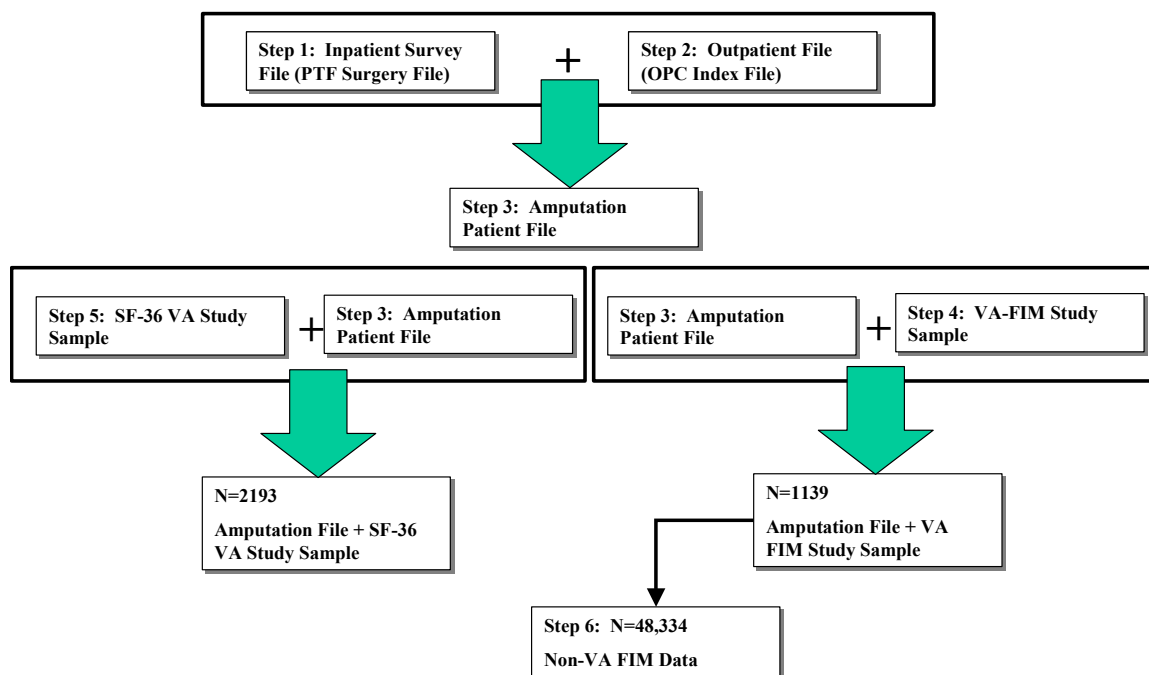 Step 1:  Inpatient Survey
File (PTF Surgery File)
+
Step 2:  Outpatient File
(OPC Index File)
Step 3:  Amputation
Patient File
Step 5:  SF-36 VA Study
Sample
+
Step 3:  Amputation
Patient File
Step 3:  Amputation
Patient File
+
Step 4:  VA-FIM Study
Sample
N=2193
Amputation File + SF-36
VA Study Sample
N=1139
Amputation File + VA
FIM Study Sample
Step 6:  N=48,334
Non-VA FIM Data